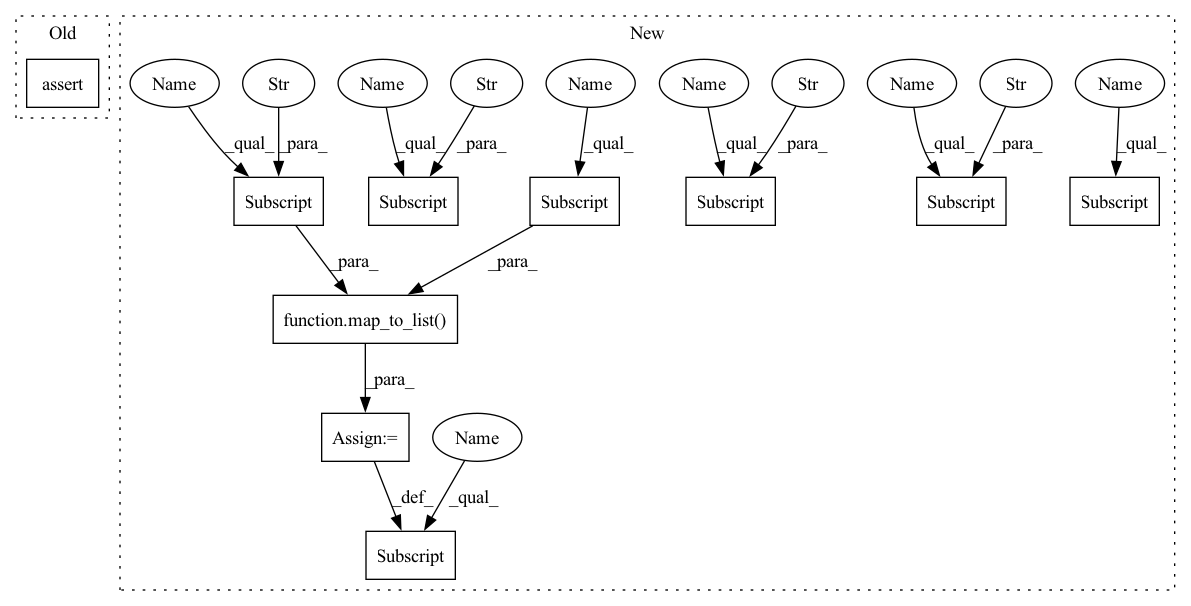 Old
New
assert
Name
Str
Name
Str
Name
Name
Str
Name
Str
Name
_qual_
_para_
_qual_
_para_
_qual_
_qual_
_para_
_qual_
_para_
_qual_
Subscript
Subscript
Subscript
Subscript
Subscript
Subscript
_para_
_para_
function.map_to_list()
_para_
Assign:=
Name
_def_
_qual_
Subscript